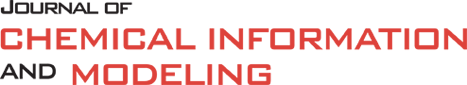 JOURNAL OF
CHEMICAL INFORMATION
AND MODELING